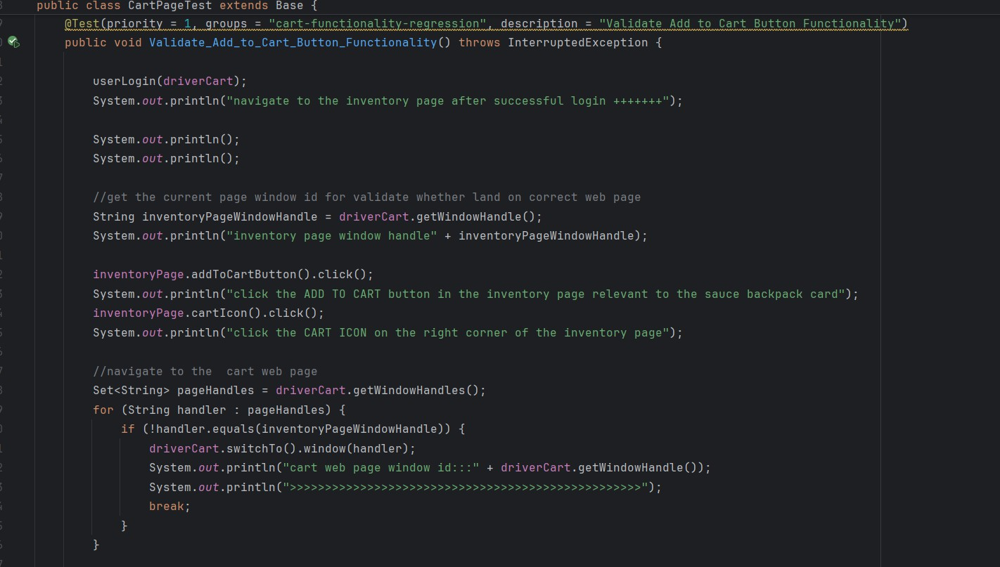 public class CartPageTest extends Base {
    @Test(priority = 1, groups = "cart-functionality-regression", description = "Validate Add to Cart Button Functionality")
    public void Validate_Add_to_Cart_Button_Functionality() throws InterruptedException {

        userLogin(driverCart);
        System.out.println("navigate to the inventory page after successful login +++++++");

        System.out.println();
        System.out.println();

        //get the current page window id for validate whether land on correct web page
        String inventoryPageWindowHandle = driverCart.getWindowHandle();
        System.out.println("inventory page window handle" + inventoryPageWindowHandle);

        inventoryPage.addToCartButton().click();
        System.out.println("click the ADD TO CART button in the inventory page relevant to the sauce backpack card");
        inventoryPage.cartIcon().click();
        System.out.println("click the CART ICON on the right corner of the inventory page");

        //navigate to the  cart web page
        Set<String> pageHandles = driverCart.getWindowHandles();
        for (String handler : pageHandles) {
            if (!handler.equals(inventoryPageWindowHandle)) {
                driverCart.switchTo().window(handler);
                System.out.println("cart web page window id:::" + driverCart.getWindowHandle());
                System.out.println(">>>>>>>>>>>>>>>>>>>>>>>>>>>>>>>>>>>>>>>>>>>>>>>>>>");
                break;
            }
        }